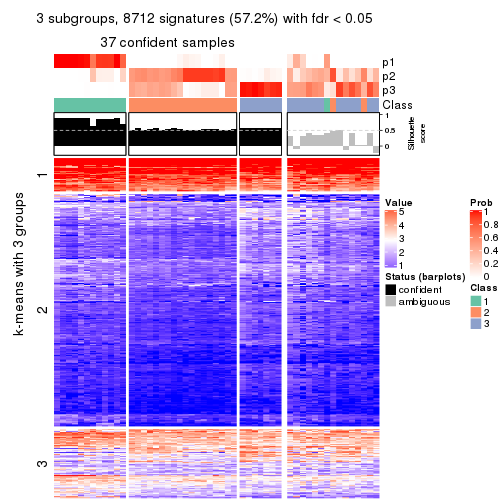 3 subgroups, 8712 signatures (57.2%) with fdr < 0.05
37 confident samples
p1
p2
p3
Class
1
0.5
0
Silhouette
score
k-means with 3 groups
1
2
3
Value
5
4
3
2
1
Status (barplots)
confident
ambiguous
Prob
1
0.8
0.6
0.4
0.2
0
Class
1
2
3